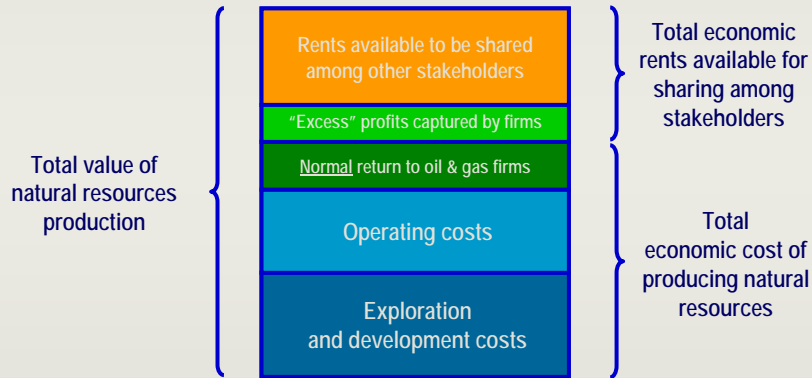 Rents available to be shared
among other stakeholders
"Excess" profits captured by firms
Normal return to oil & gas firms
Operating costs
Exploration
and development costs
Total value of
natural resources
production
Total economic
rents available for
sharing among
stakeholders
Total
economic cost of
producing natural
resources